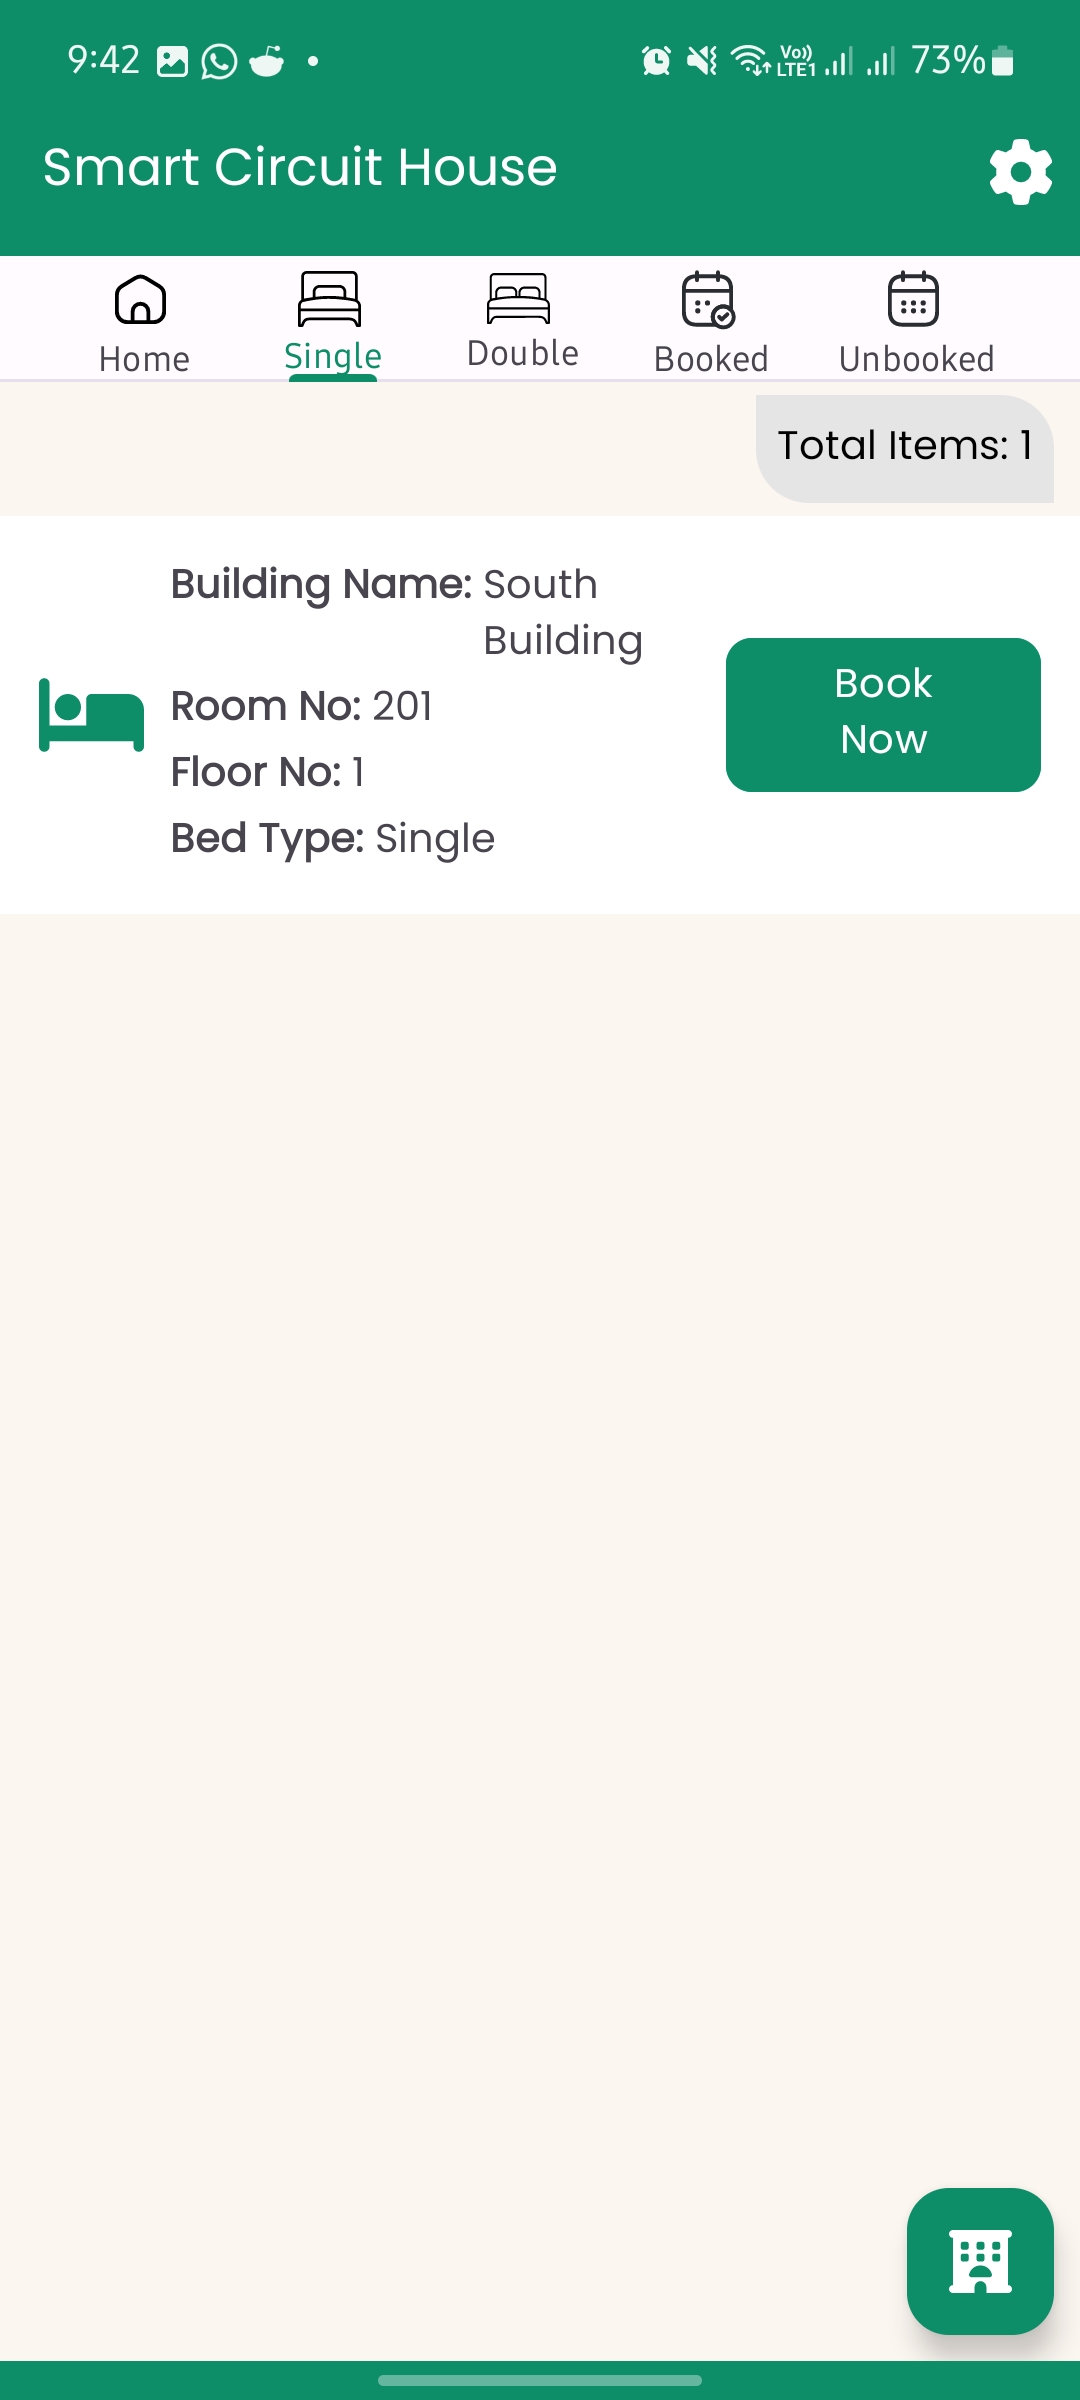 9:42 Vo)) LTE1 73%
Smart Circuit House
Home Single Double Booked Unbooked
Total Items: 1
Building Name: South
Building
Room No: 201
Floor No: 1
Bed Type: Single
Book
Now